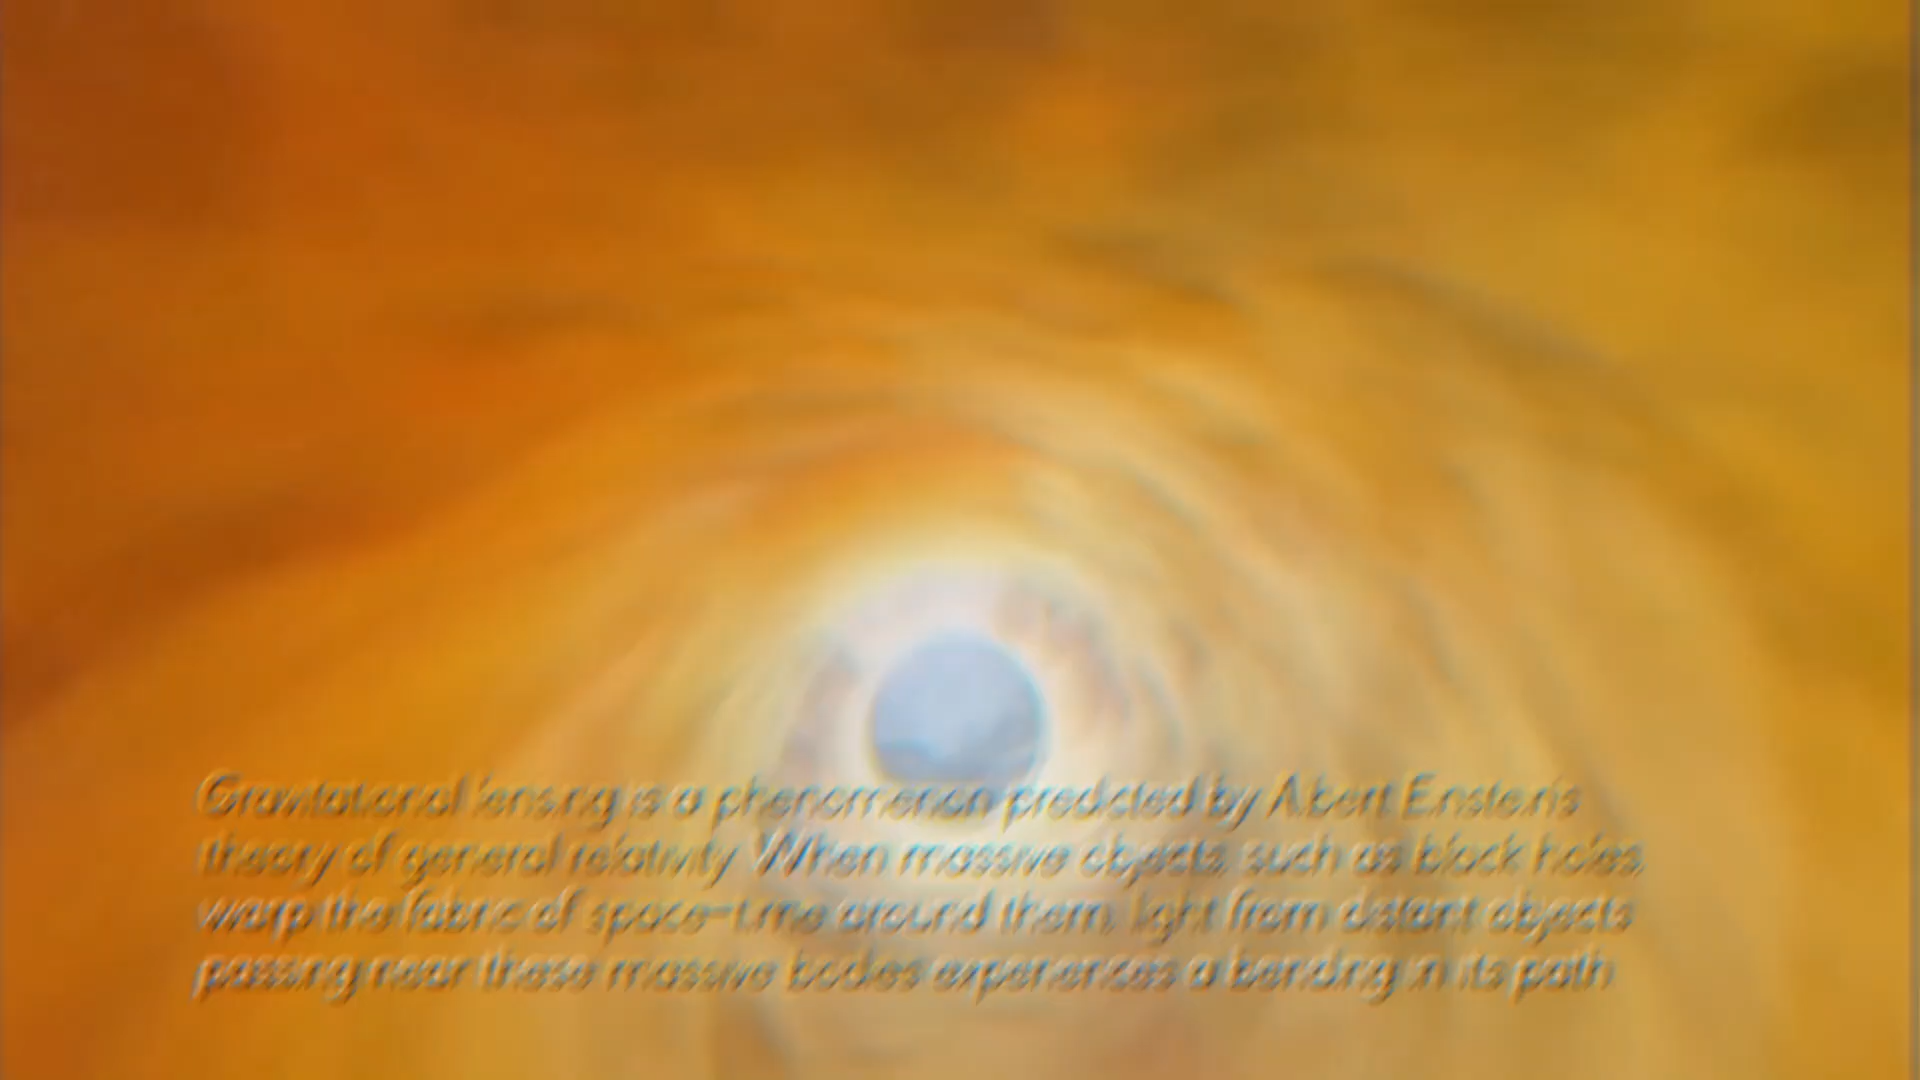 Gravitational lensing is a phenomenon predicted by Albert Einstein's
theory of general relativity. When massive objects, such as black holes,
warp the fabric of space-time around them, light from distant objects
passing near these massive bodies experiences a bending in its path.